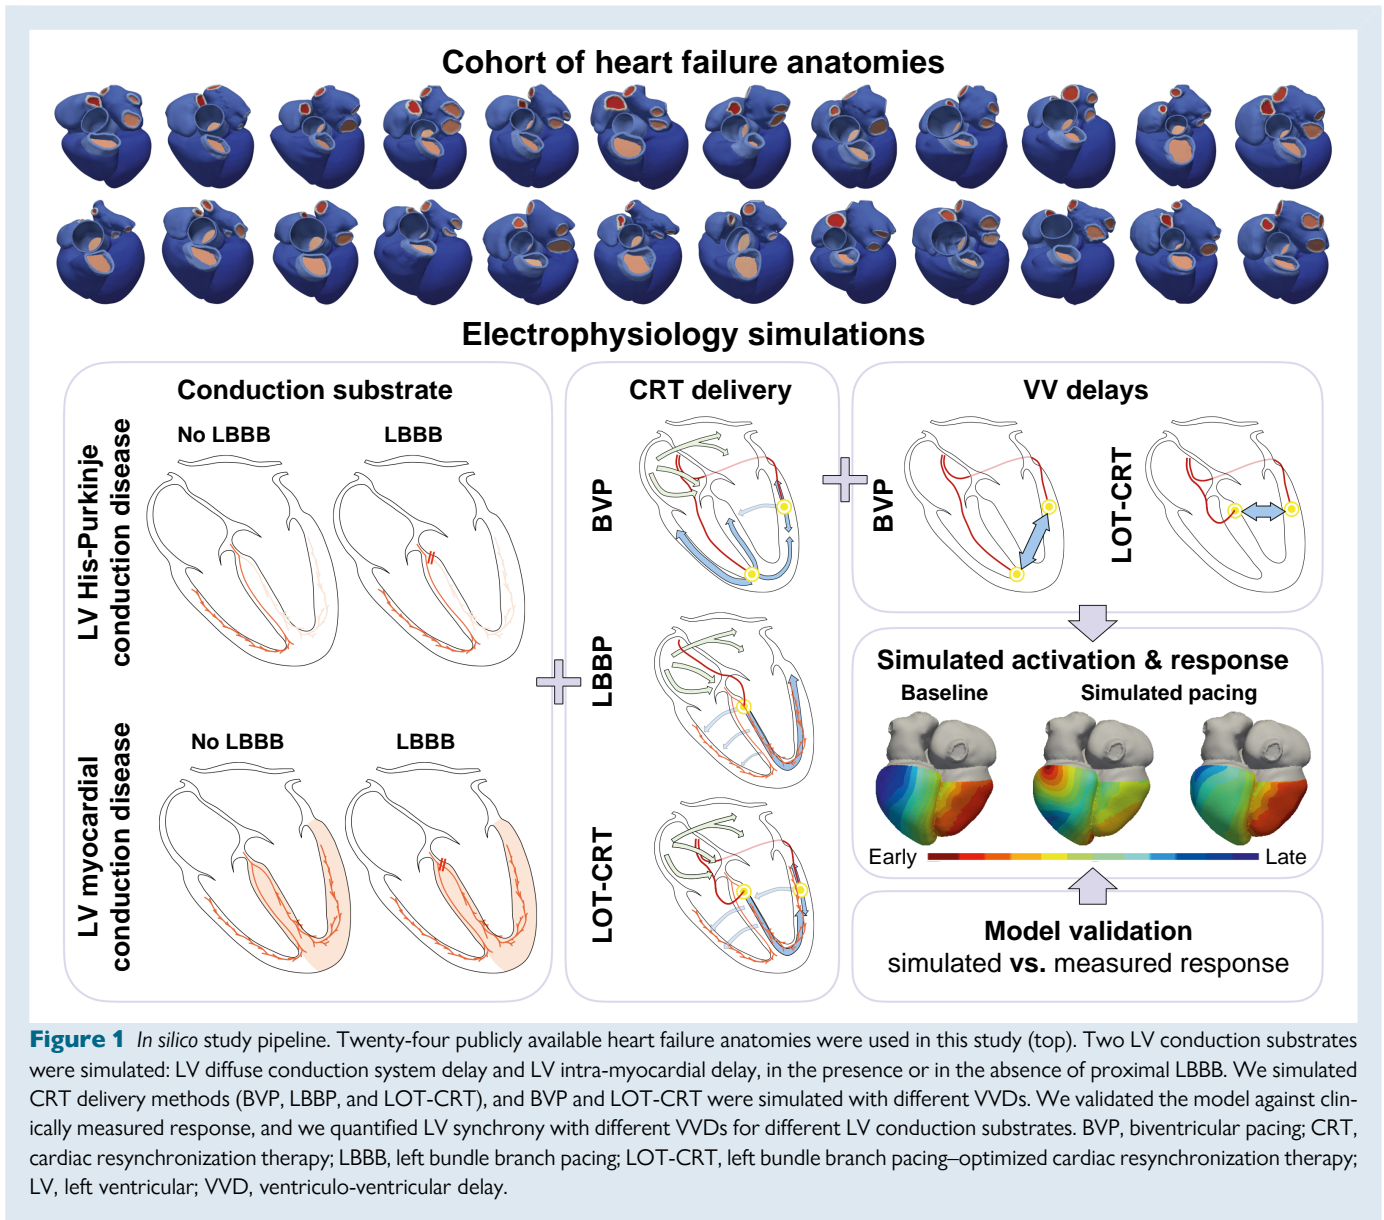 Cohort of heart failure anatomies
Electrophysiology simulations
Conduction substrate
LV His-Purkinje
conduction disease
No LBBB
LBBB
LV myocardial
conduction disease
No LBBB
LBBB
CRT delivery
BVP
LBBP
LOT-CRT
VV delays
BVP
LOT-CRT
Simulated activation & response
Baseline
Simulated pacing
Early
Late
Model validation
simulated vs. measured response
Figure 1 In silico study pipeline. Twenty-four publicly available heart failure anatomies were used in this study (top). Two LV conduction substrates
were simulated: LV diffuse conduction system delay and LV intra-myocardial delay, in the presence or in the absence of proximal LBBB. We simulated
CRT delivery methods (BVP, LBBP, and LOT-CRT), and BVP and LOT-CRT were simulated with different VVDs. We validated the model against clin-
ically measured response, and we quantified LV synchrony with different VVDs for different LV conduction substrates. BVP, biventricular pacing; CRT,
cardiac resynchronization therapy; LBBB, left bundle branch pacing; LOT-CRT, left bundle branch pacing–optimized cardiac resynchronization therapy;
LV, left ventricular; VVD, ventriculo-ventricular delay.